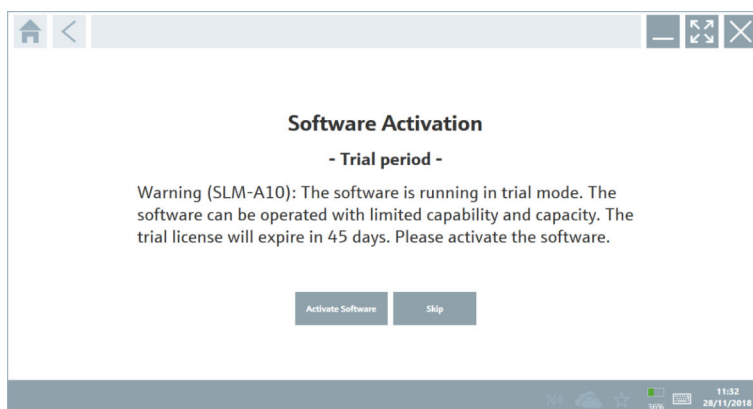 Software Activation
- Trial period -
Warning (SLM-A10): The software is running in trial mode. The
software can be operated with limited capability and capacity. The
trial license will expire in 45 days. Please activate the software.
Activate Software
Skip
36%
11:32
28/11/2018